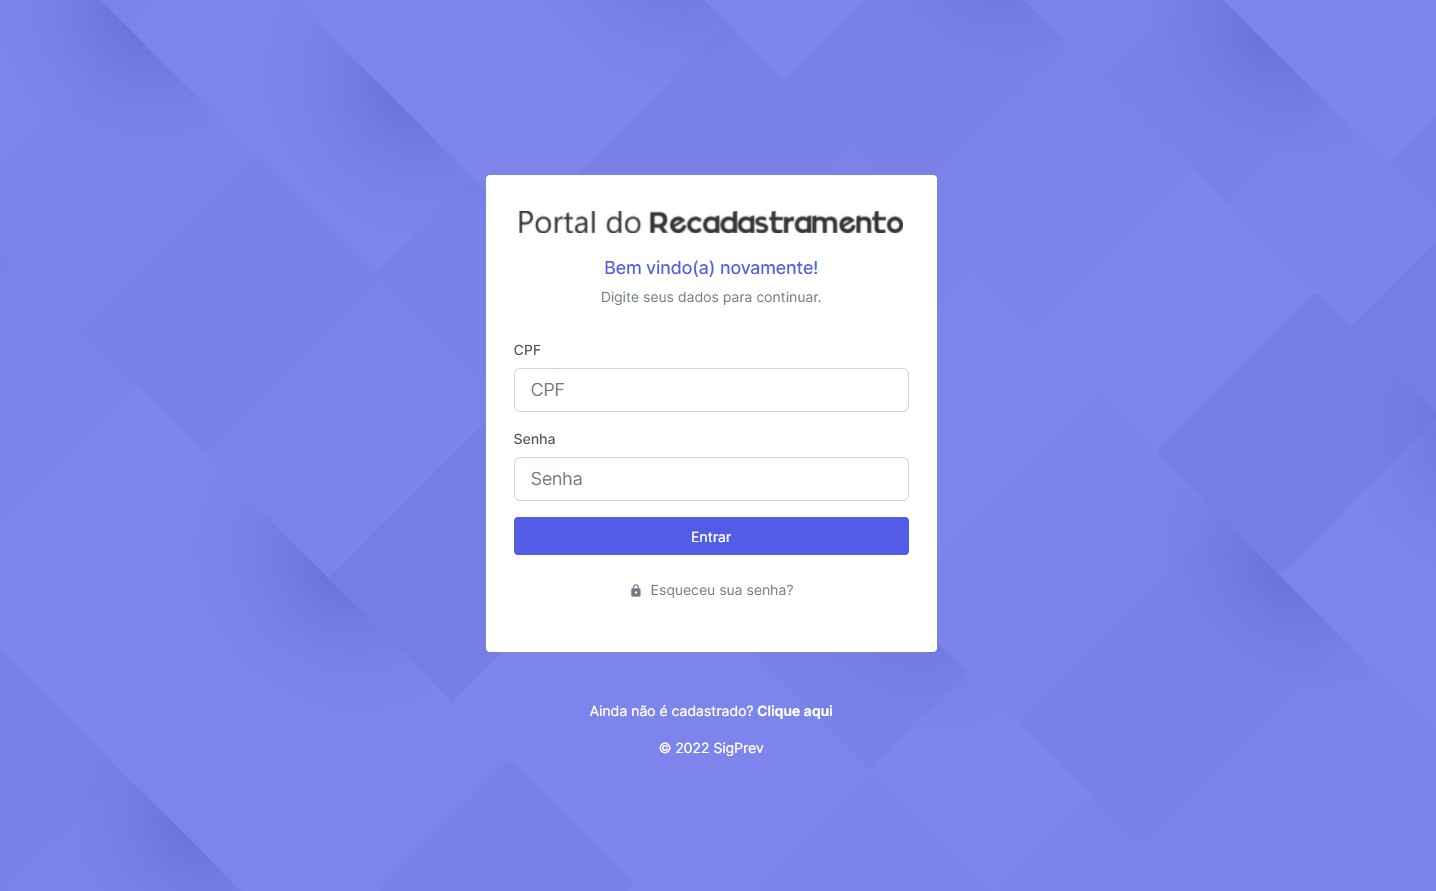 Portal do Recadastramento
Bem vindo(a) novamente!
Digite seus dados para continuar.
CPF
CPF
Senha
Senha
Entrar
Esqueceu sua senha?
Ainda não é cadastrado? Clique aqui
© 2022 SigPrev